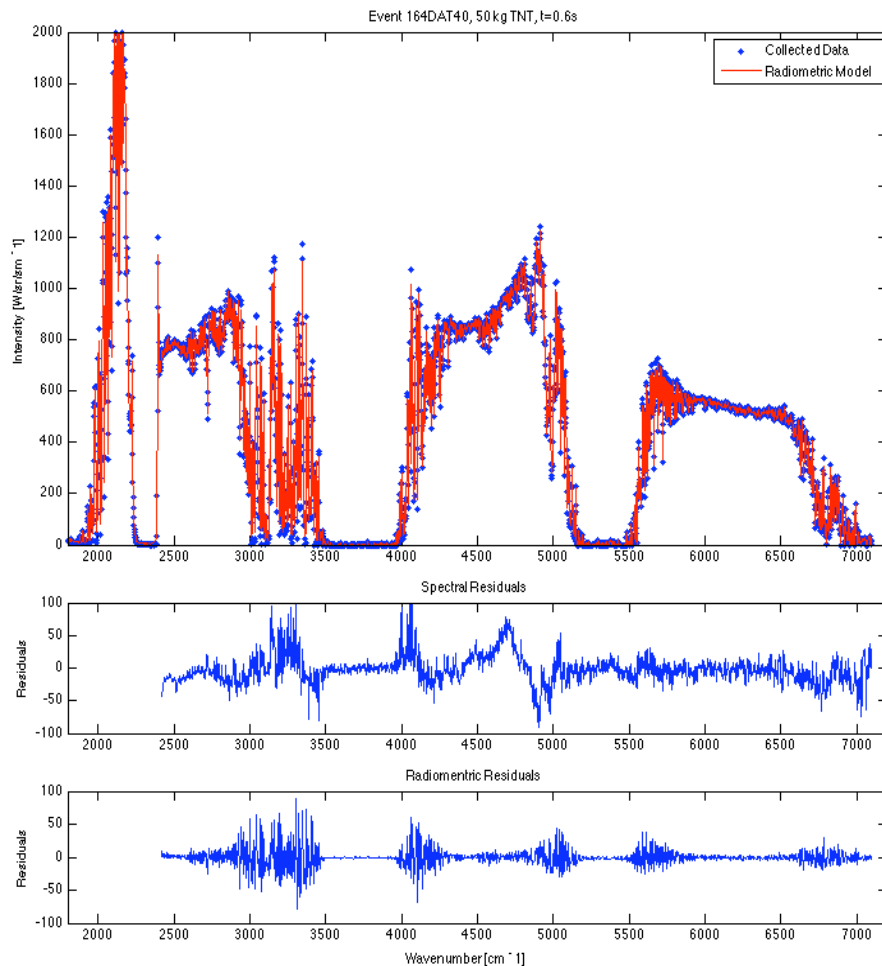 Event 164DAT40, 50 kg TNT, t=0.6s
2000
1800
1600
1400
1200
1000
800
600
400
200
0
Intensity [W/sr/cm^-1]
Collected Data
Radiometric Model
2000 2500 3000 3500 4000 4500 5000 5500 6000 6500 7000
Spectral Residuals
100
50
0
-50
-100
Residuals
2000 2500 3000 3500 4000 4500 5000 5500 6000 6500 7000
Radiomentric Residuals
100
50
0
-50
-100
Residuals
2000 2500 3000 3500 4000 4500 5000 5500 6000 6500 7000
Wavenumber [cm^-1]